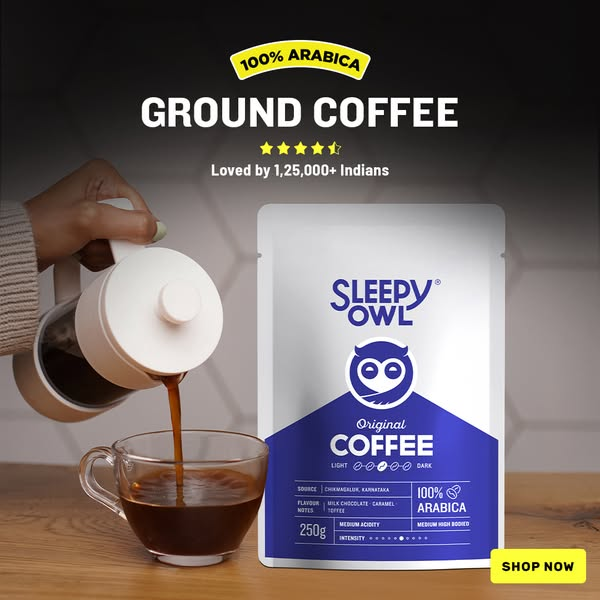 100% ARABICA
GROUND COFFEE
Loved by 1,25,000+ Indians
SLEEPY®
OWL
Original
COFFEE
LIGHT DARK
SOURCE CHIKMAGALUR, KARNATAKA
FLAVOUR NOTES MILK CHOCOLATE · CARAMEL · TOFFEE
100% ARABICA
250g
MEDIUM ACIDITY MEDIUM HIGH BODIED
INTENSITY
SHOP NOW